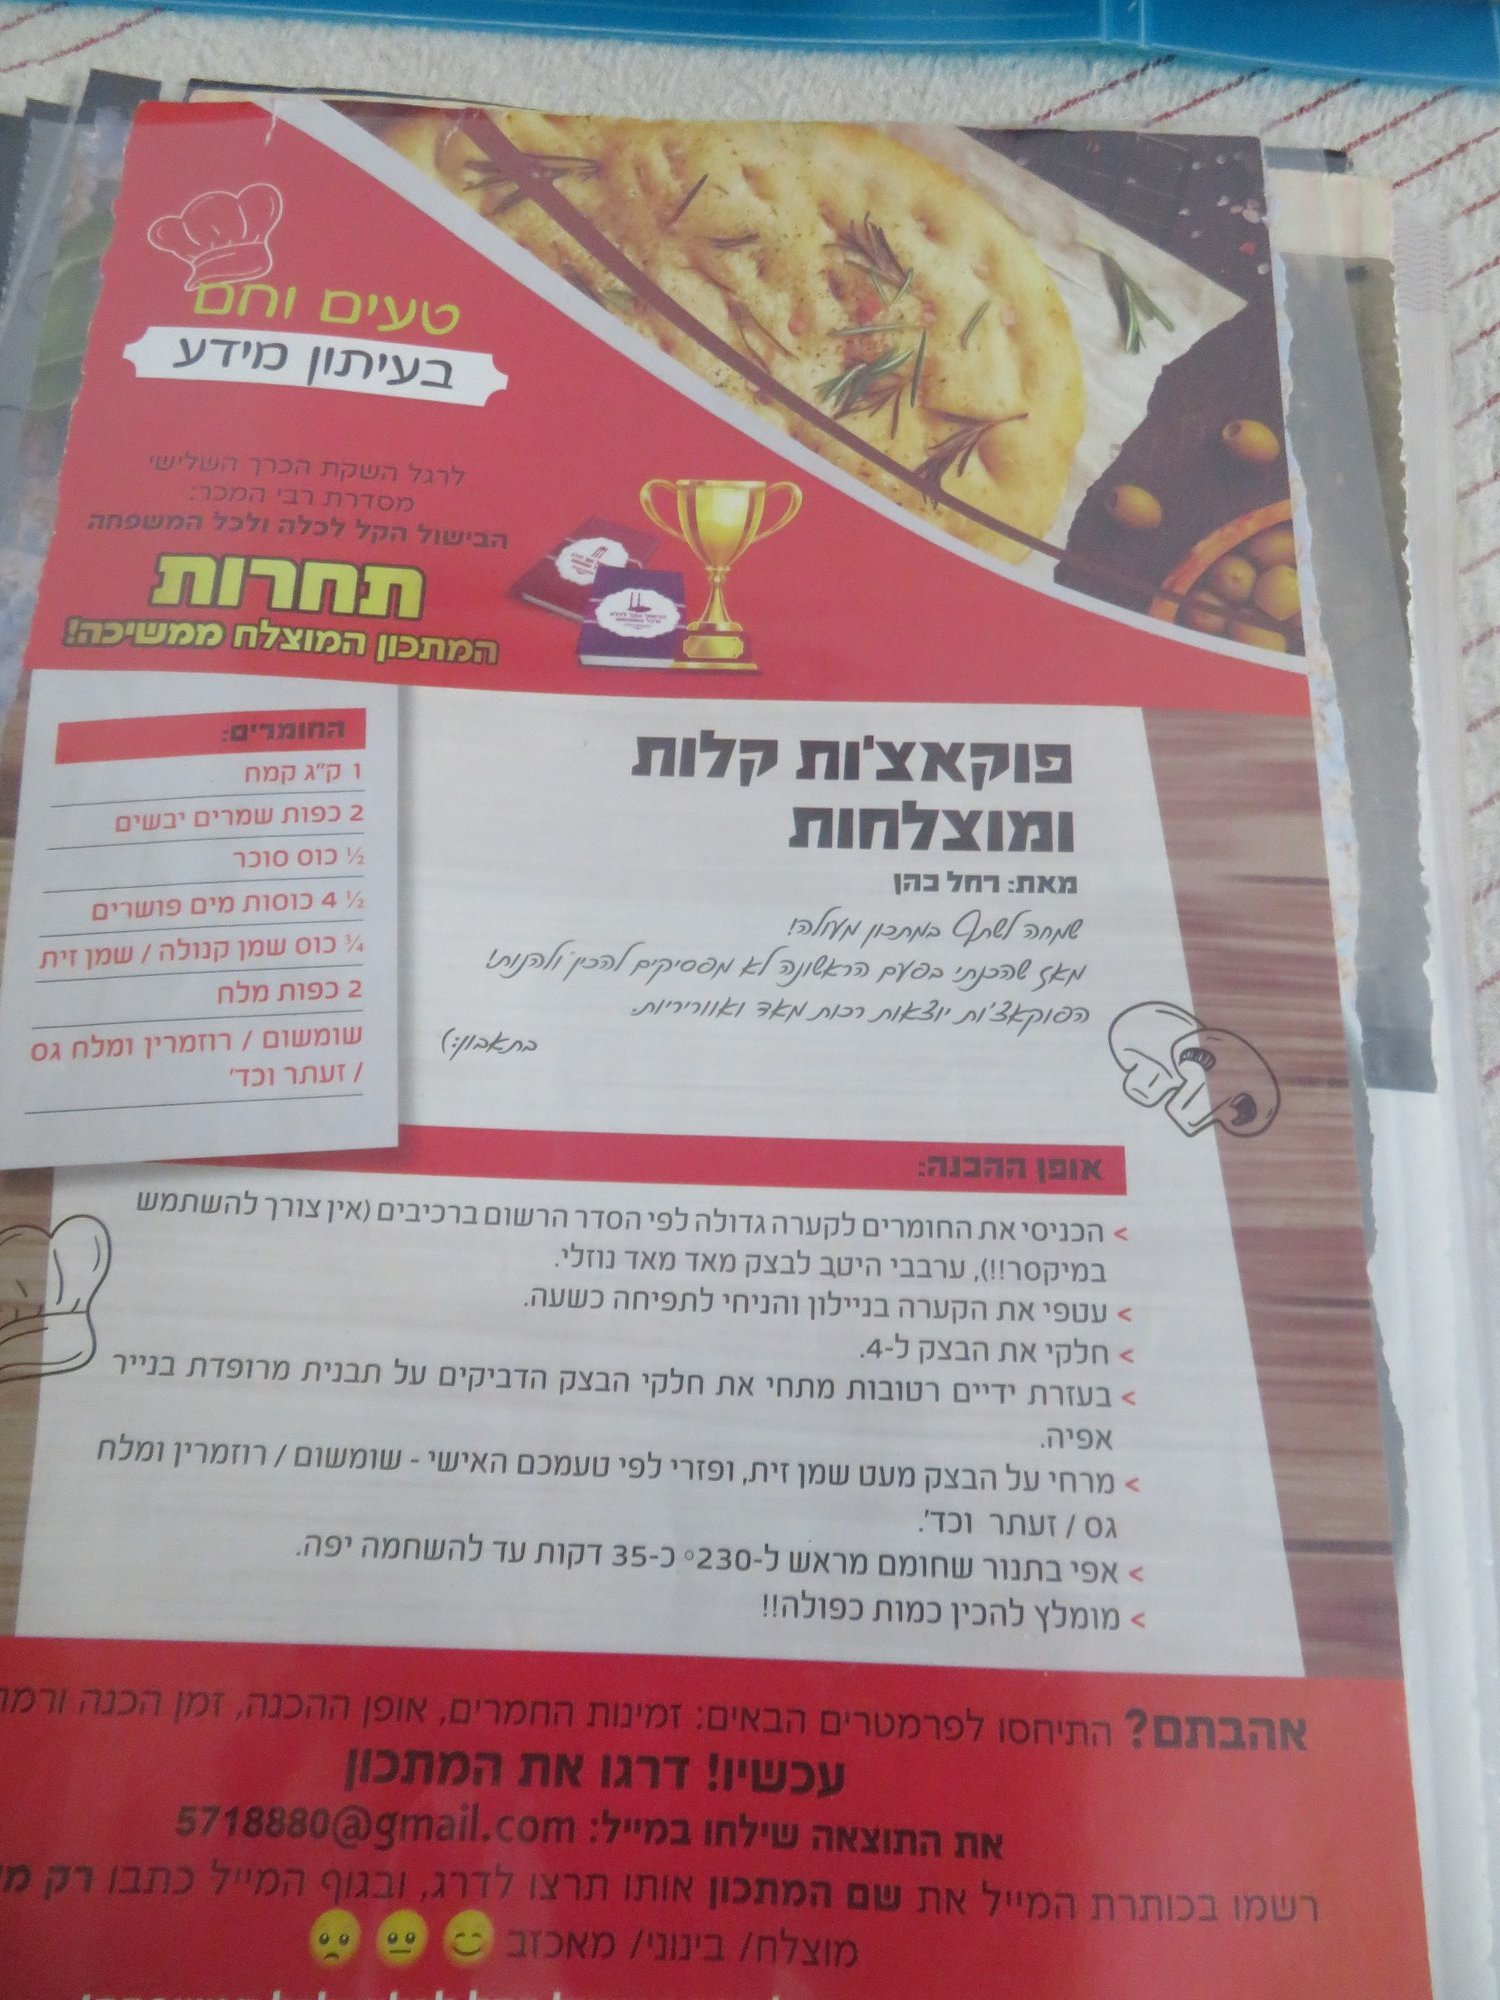 טעים וחם
בעיתון מידע
לרגל השקת הכרך השלישי
מסדרת רבי המכר:
הבישול הקל לכלה ולכל המשפחה
תחרות
המתכון המוצלח ממשיכה!
החומרים:
1 ק"ג קמח
2 כפות שמרים יבשים
½ כוס סוכר
4 ½ כוסות מים פושרים
¾ כוס שמן קנולה / שמן זית
2 כפות מלח
שומשום / רוזמרין ומלח גס
/ זעתר וכד'
פוקאצ'ות קלות
ומוצלחות
מאת: רחל כהן
שמחה לשתף במתכון מעולה!
מאז שהכנתי בפעם הראשונה לא מפסיקים להכין ולהנות!
הפוקאצ'ות יוצאות רכות מאד ואווריריות.
בתאבון:)
אופן ההכנה:
> הכניסי את החומרים לקערה גדולה לפי הסדר הרשום ברכיבים (אין צורך להשתמש
במיקסר!!), ערבבי היטב לבצק מאד מאד נוזלי.
> עטפי את הקערה בניילון והניחי לתפיחה כשעה.
> חלקי את הבצק ל-4.
> בעזרת ידיים רטובות מתחי את חלקי הבצק הדביקים על תבנית מרופדת בנייר
אפיה.
> מרחי על הבצק מעט שמן זית, ופזרי לפי טעמכם האישי - שומשום / רוזמרין ומלח
גס / זעתר וכד'.
> אפי בתנור שחומם מראש ל-230° כ-35 דקות עד להשחמה יפה.
> מומלץ להכין כמות כפולה!!
אהבתם? התיחסו לפרמטרים הבאים: זמינות החמרים, אופן ההכנה, זמן הכנה
עכשיו! דרגו את המתכון
את התוצאה שילחו במייל: 5718880@gmail.com
רשמו בכותרת המייל את שם המתכון אותו תרצו לדרג, ובגוף המייל כתבו רק
מוצלח/ בינוני/ מאכזב